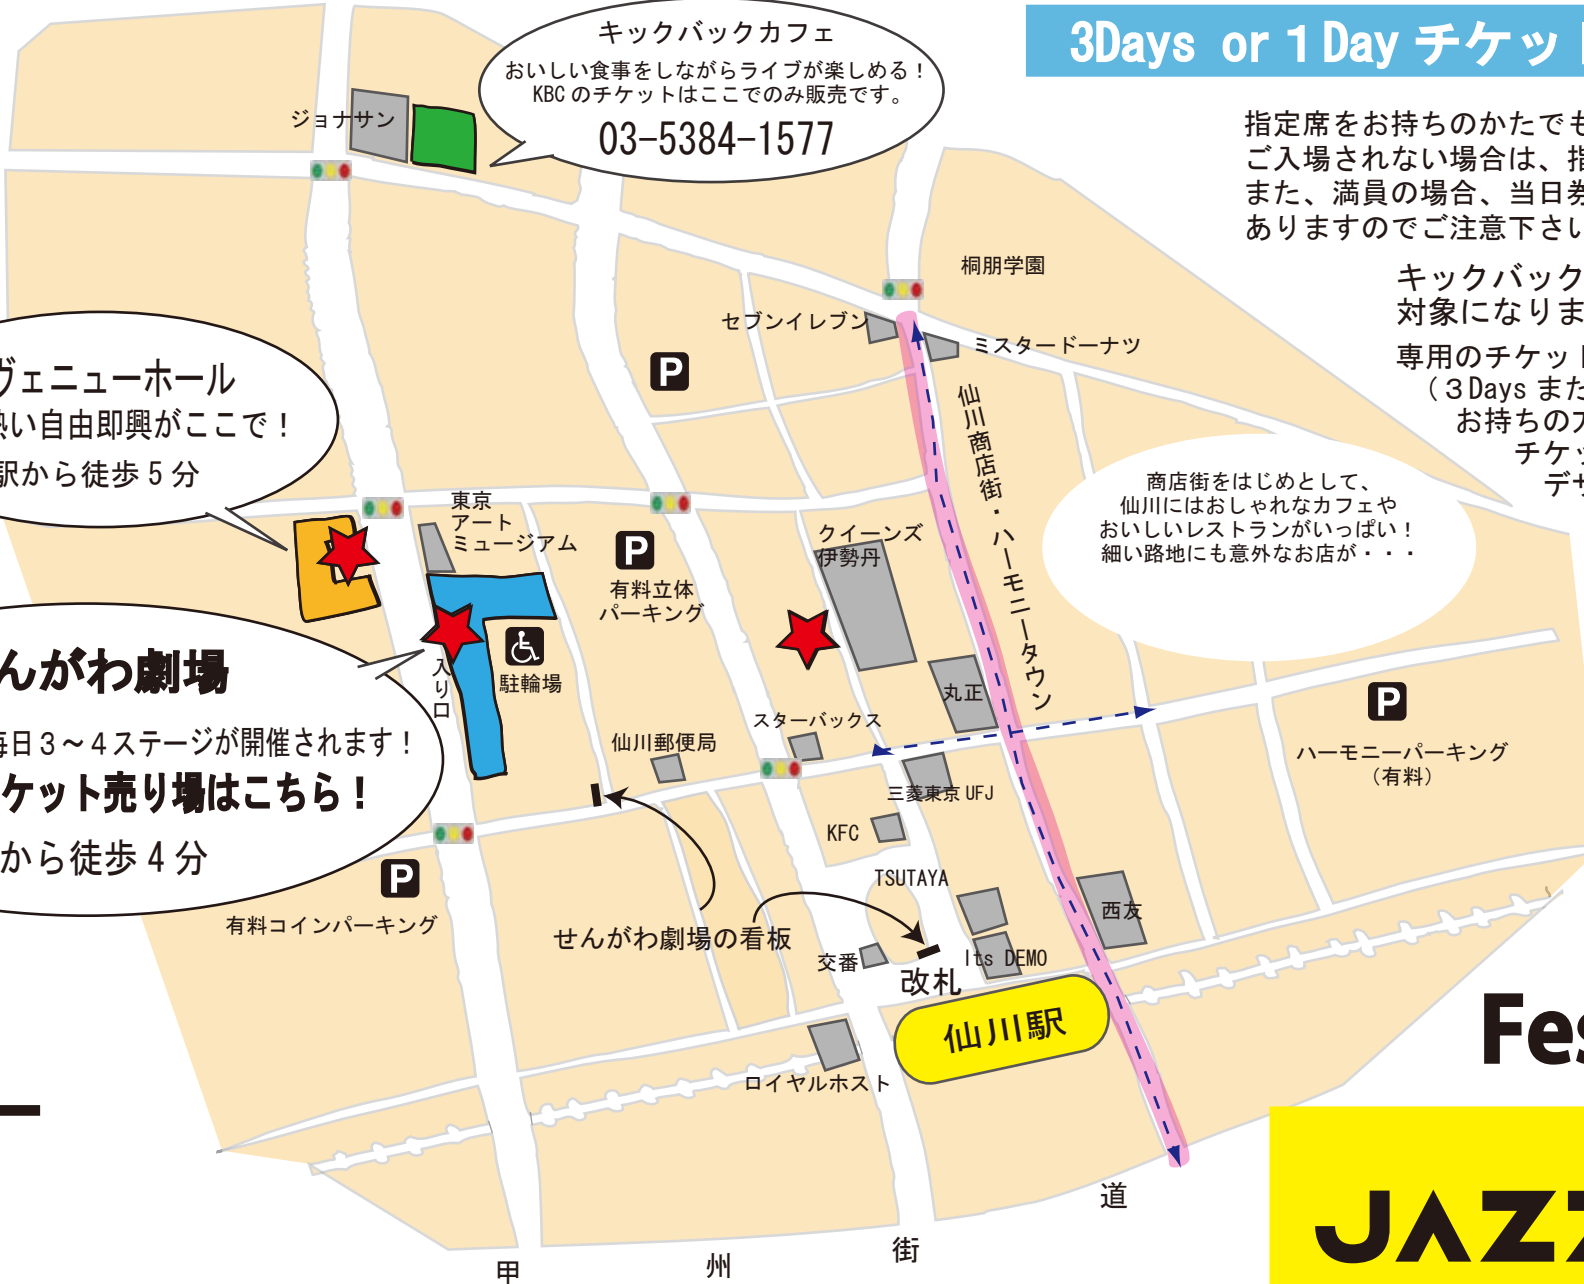 キックバックカフェ
おいしい食事をしながらライブが楽しめる！
KBCのチケットはここでのみ販売です。
03-5384-1577
3Days or 1 Day チケッ
指定席をお持ちのかたでも
ご入場されない場合は、指
また、満員の場合、当日券
ありますのでご注意下さい
キックバック
対象になりま
専用のチケット
（３Days また
お持ちの方
チケッ
デザ
ジョナサン
桐朋学園
セブンイレブン
ミスタードーナツ
仙川商店街・ハーモニータウン
P
ヴェニューホール
熱い自由即興がここで！
駅から徒歩５分
東京
アート
ミュージアム
P
有料立体
パーキング
クイーンズ
伊勢丹
商店街をはじめとして、
仙川にはおしゃれなカフェや
おいしいレストランがいっぱい！
細い路地にも意外なお店が・・・
んがわ劇場
毎日３～４ステージが開催されます！
ケット売り場はこちら！
から徒歩４分
入り口
駐輪場
丸正
スターバックス
仙川郵便局
P
ハーモニーパーキング
（有料）
三菱東京UFJ
KFC
P
有料コインパーキング
TSUTAYA
西友
せんがわ劇場の看板
交番
Its DEMO
改札
仙川駅
ロイヤルホスト
甲州街道
Fes
JAZZ